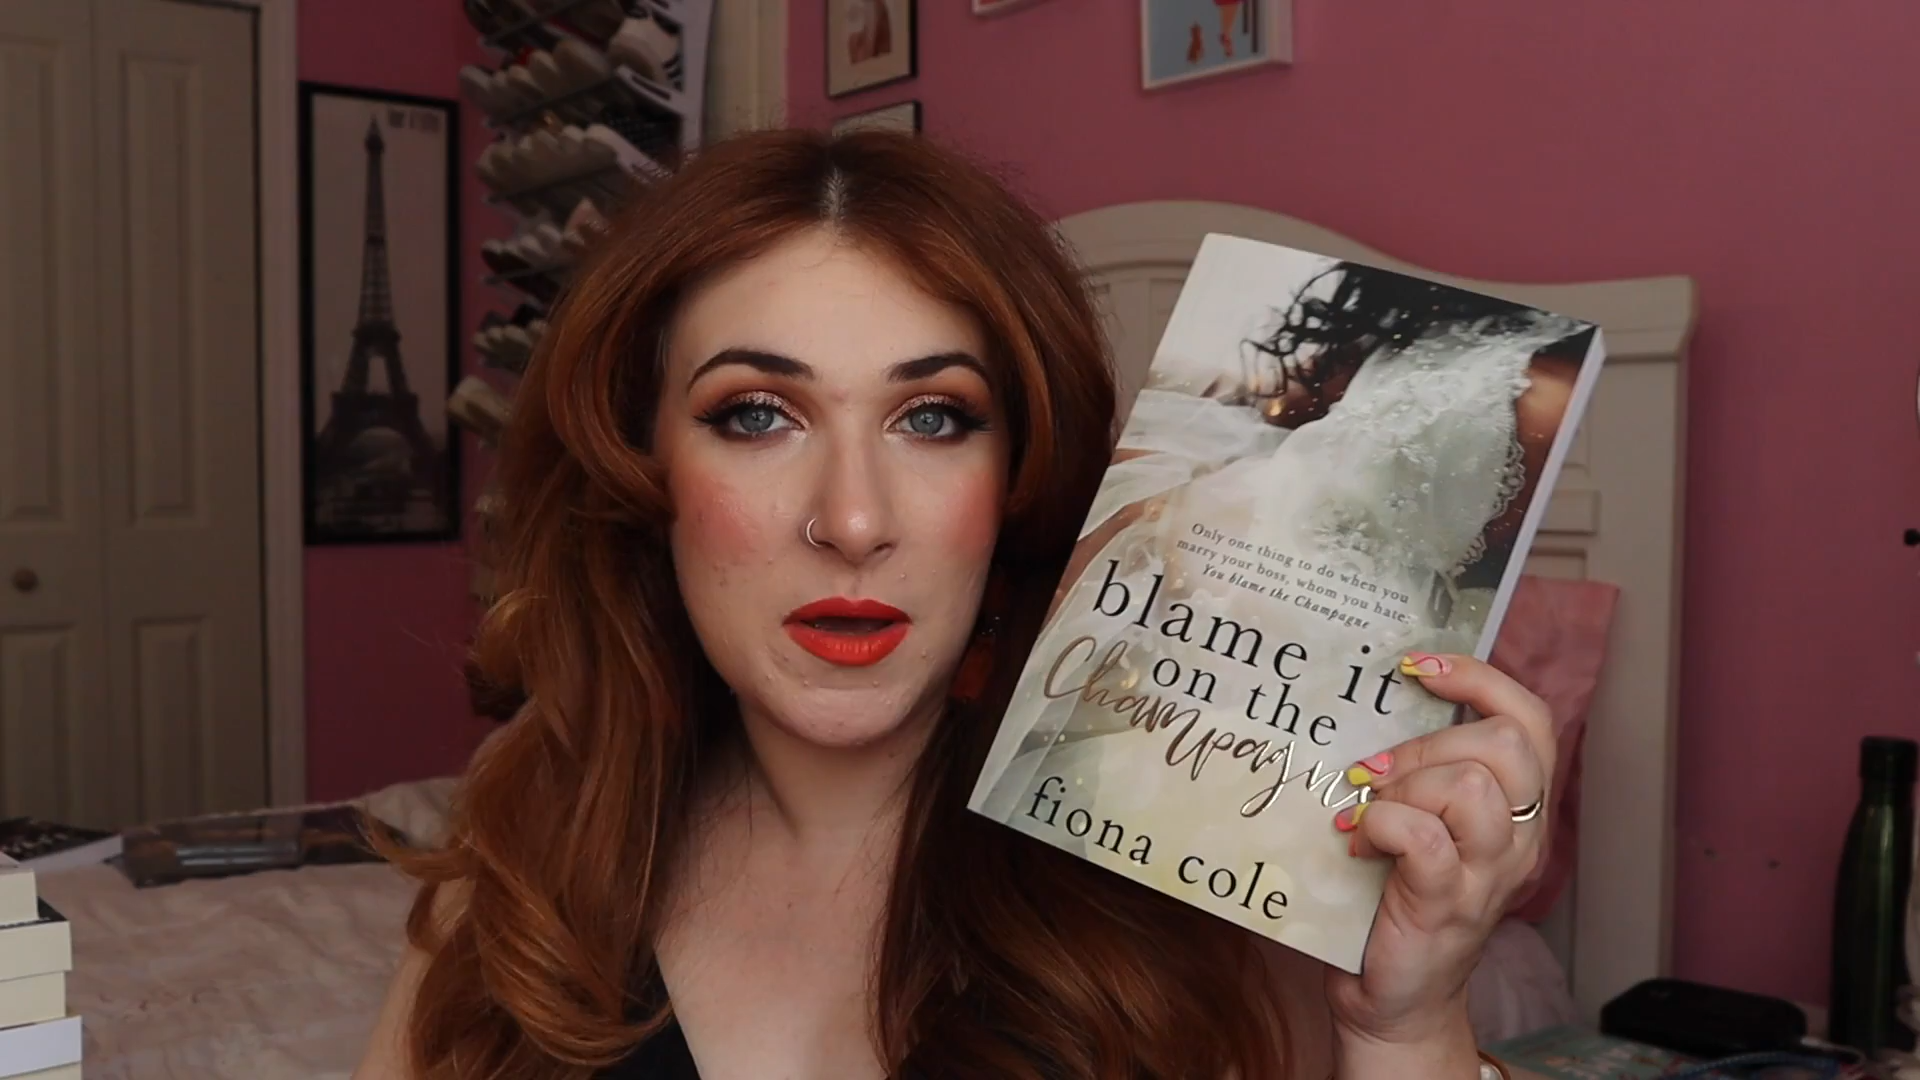 Only one thing to do when you
marry your boss, whom you hate:
You blame the Champagne
blame it
on the
Champagne
fiona cole